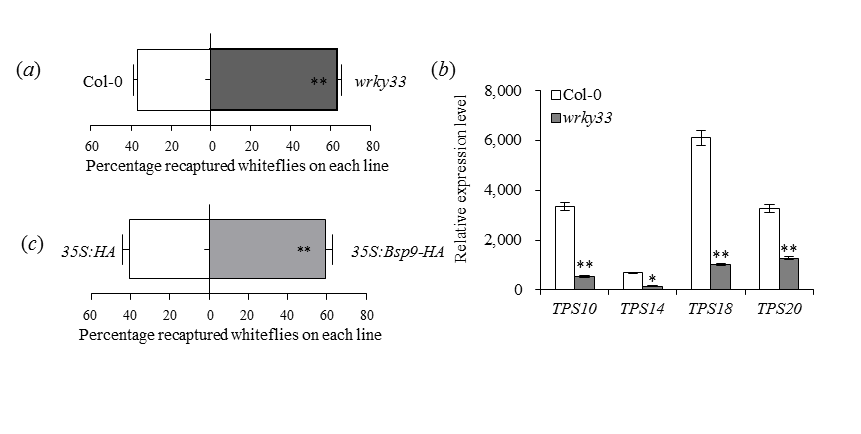 (a)
Col-0
**
wrky33
60 40 20 0 20 40 60 80
Percentage recaptured whiteflies on each line
(b)
Relative expression level
8,000
6,000
4,000
2,000
0
Col-0
wrky33
**
*
**
**
TPS10 TPS14 TPS18 TPS20
(c)
35S:HA
**
35S:Bsp9-HA
60 40 20 0 20 40 60 80
Percentage recaptured whiteflies on each line